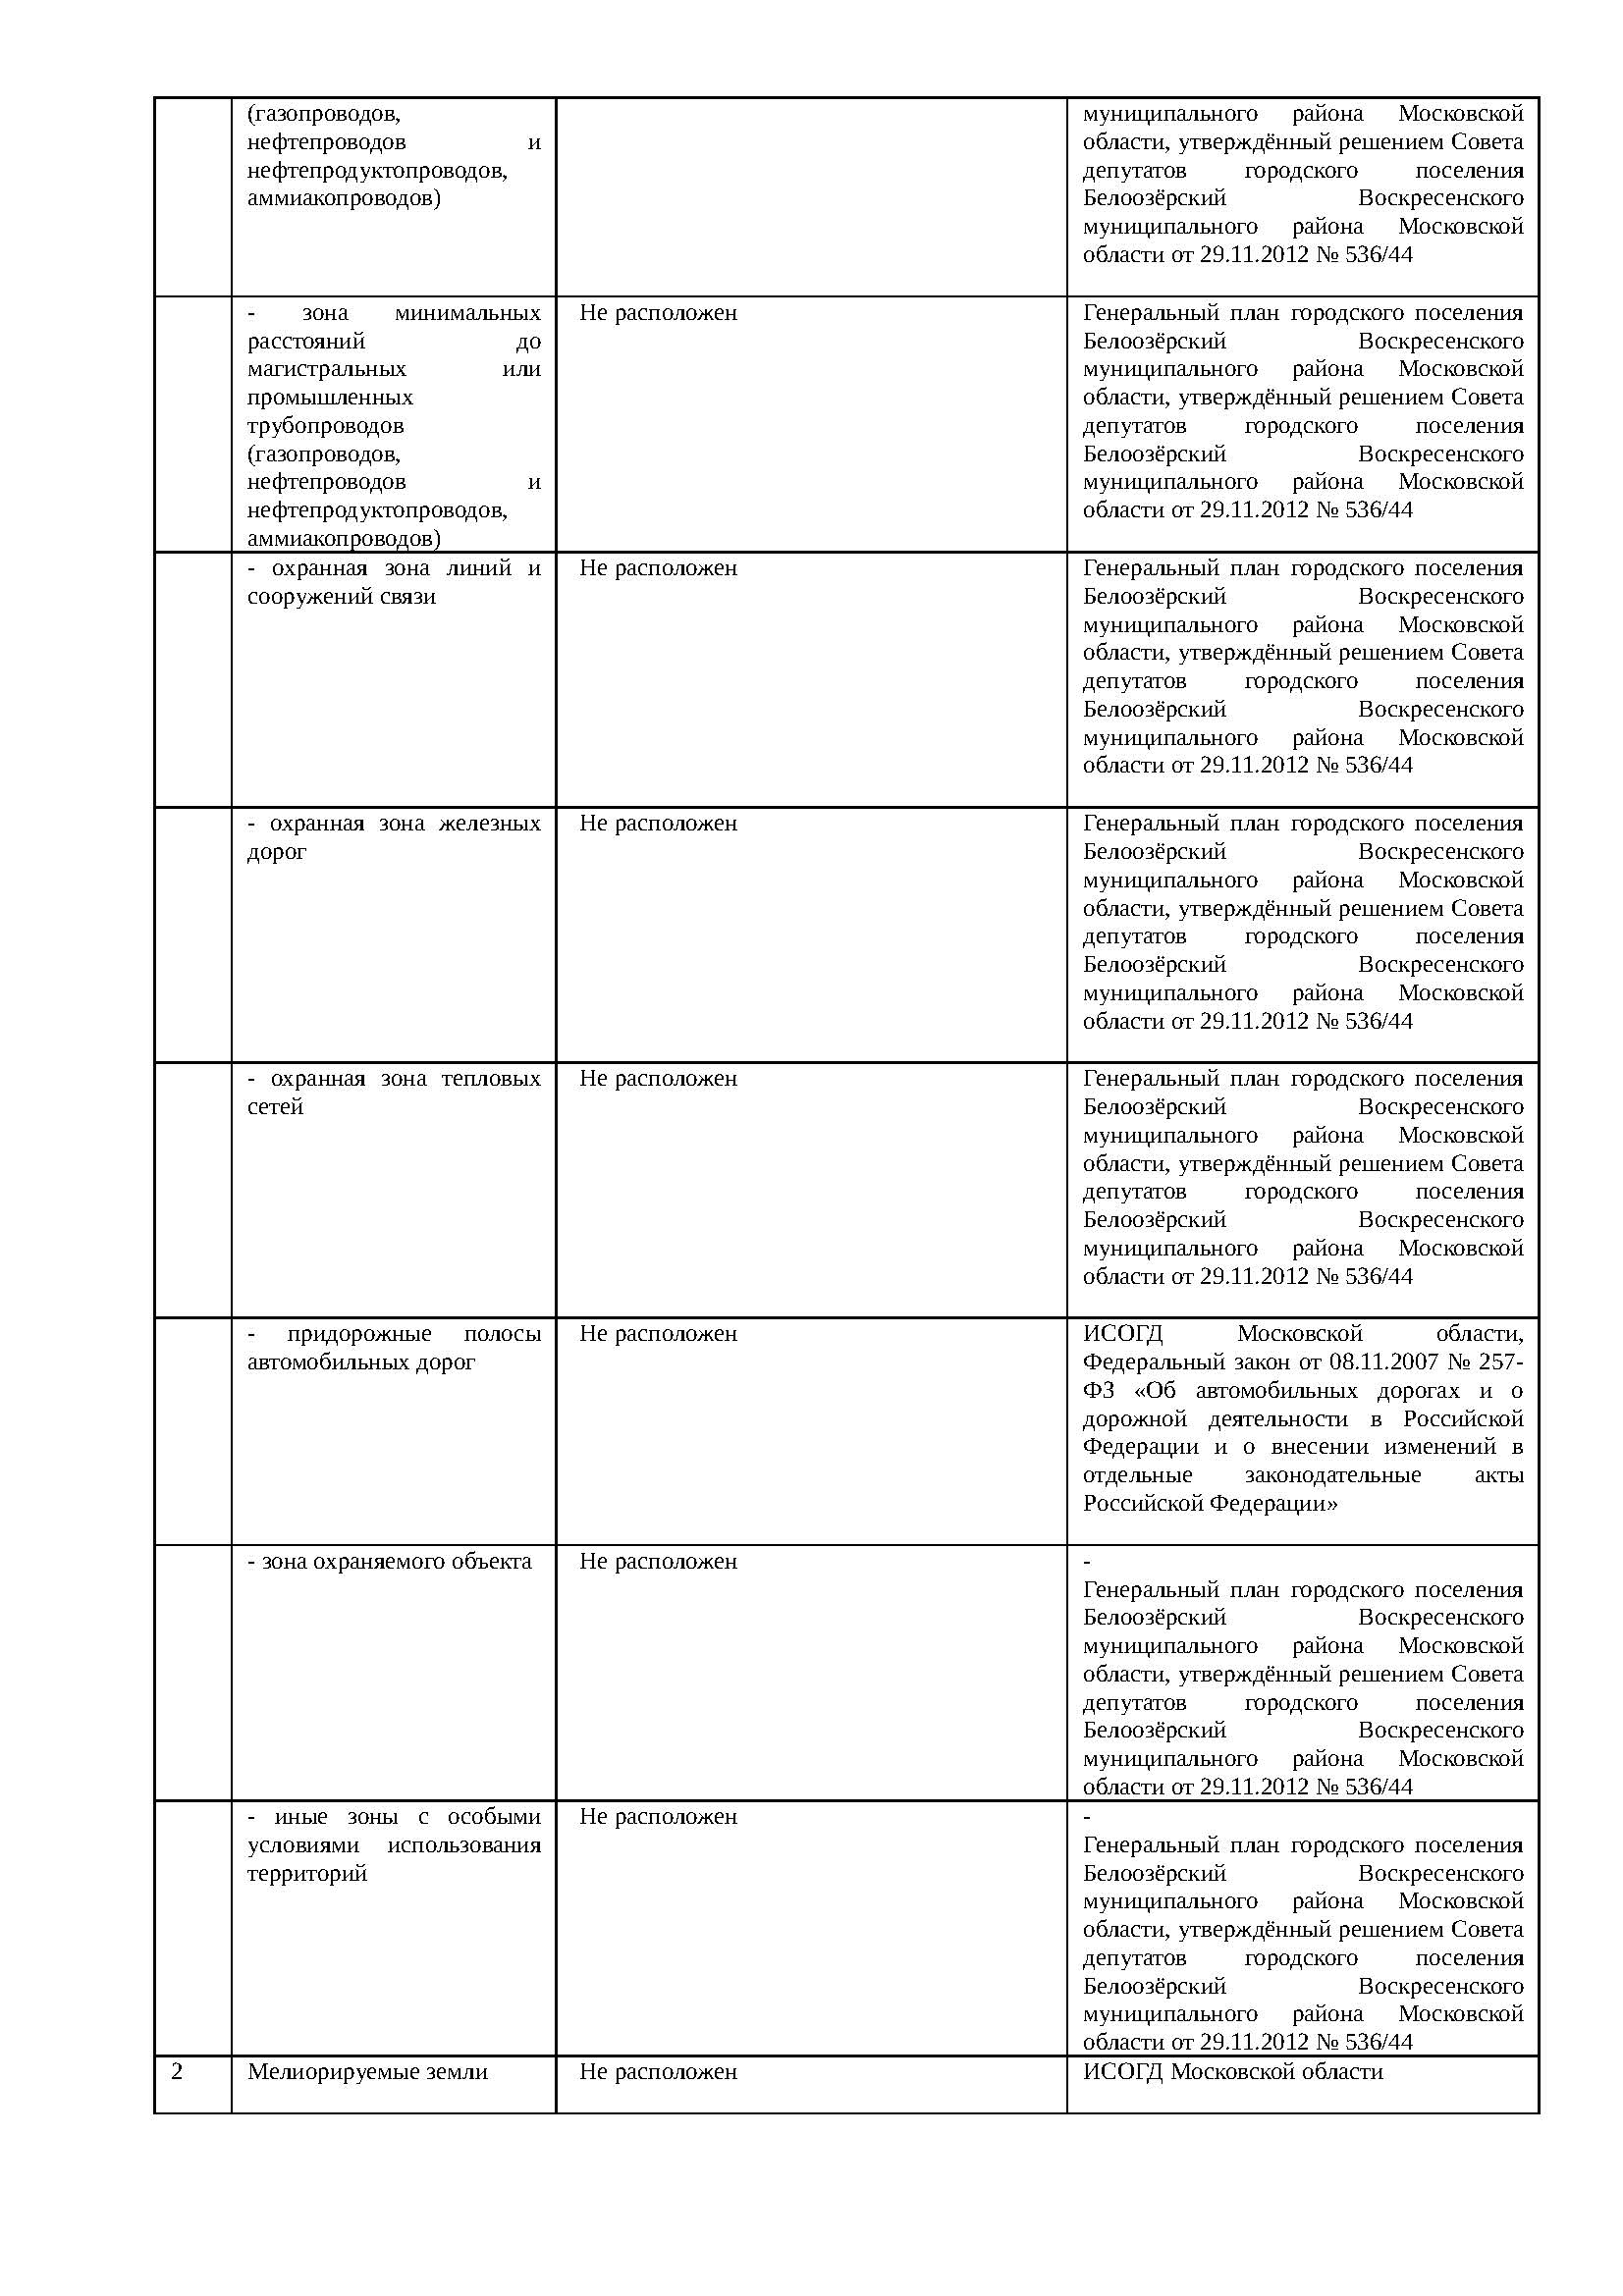 (газопроводов,
нефтепроводов и
нефтепродуктопроводов,
аммиакопроводов)
муниципального района Московской
области, утверждённый решением Совета
депутатов городского поселения
Белоозёрский Воскресенского
муниципального района Московской
области от 29.11.2012 № 536/44
- зона минимальных
расстояний до
магистральных или
промышленных
трубопроводов
(газопроводов,
нефтепроводов и
нефтепродуктопроводов,
аммиакопроводов)
Не расположен
Генеральный план городского поселения
Белоозёрский Воскресенского
муниципального района Московской
области, утверждённый решением Совета
депутатов городского поселения
Белоозёрский Воскресенского
муниципального района Московской
области от 29.11.2012 № 536/44
- охранная зона линий и
сооружений связи
Не расположен
Генеральный план городского поселения
Белоозёрский Воскресенского
муниципального района Московской
области, утверждённый решением Совета
депутатов городского поселения
Белоозёрский Воскресенского
муниципального района Московской
области от 29.11.2012 № 536/44
- охранная зона железных
дорог
Не расположен
Генеральный план городского поселения
Белоозёрский Воскресенского
муниципального района Московской
области, утверждённый решением Совета
депутатов городского поселения
Белоозёрский Воскресенского
муниципального района Московской
области от 29.11.2012 № 536/44
- охранная зона тепловых
сетей
Не расположен
Генеральный план городского поселения
Белоозёрский Воскресенского
муниципального района Московской
области, утверждённый решением Совета
депутатов городского поселения
Белоозёрский Воскресенского
муниципального района Московской
области от 29.11.2012 № 536/44
- придорожные полосы
автомобильных дорог
Не расположен
ИСОГД Московской области,
Федеральный закон от 08.11.2007 № 257-
ФЗ «Об автомобильных дорогах и о
дорожной деятельности в Российской
Федерации и о внесении изменений в
отдельные законодательные акты
Российской Федерации»
- зона охраняемого объекта
Не расположен
-
Генеральный план городского поселения
Белоозёрский Воскресенского
муниципального района Московской
области, утверждённый решением Совета
депутатов городского поселения
Белоозёрский Воскресенского
муниципального района Московской
области от 29.11.2012 № 536/44
- иные зоны с особыми
условиями использования
территорий
Не расположен
-
Генеральный план городского поселения
Белоозёрский Воскресенского
муниципального района Московской
области, утверждённый решением Совета
депутатов городского поселения
Белоозёрский Воскресенского
муниципального района Московской
области от 29.11.2012 № 536/44
2
Мелиорируемые земли
Не расположен
ИСОГД Московской области